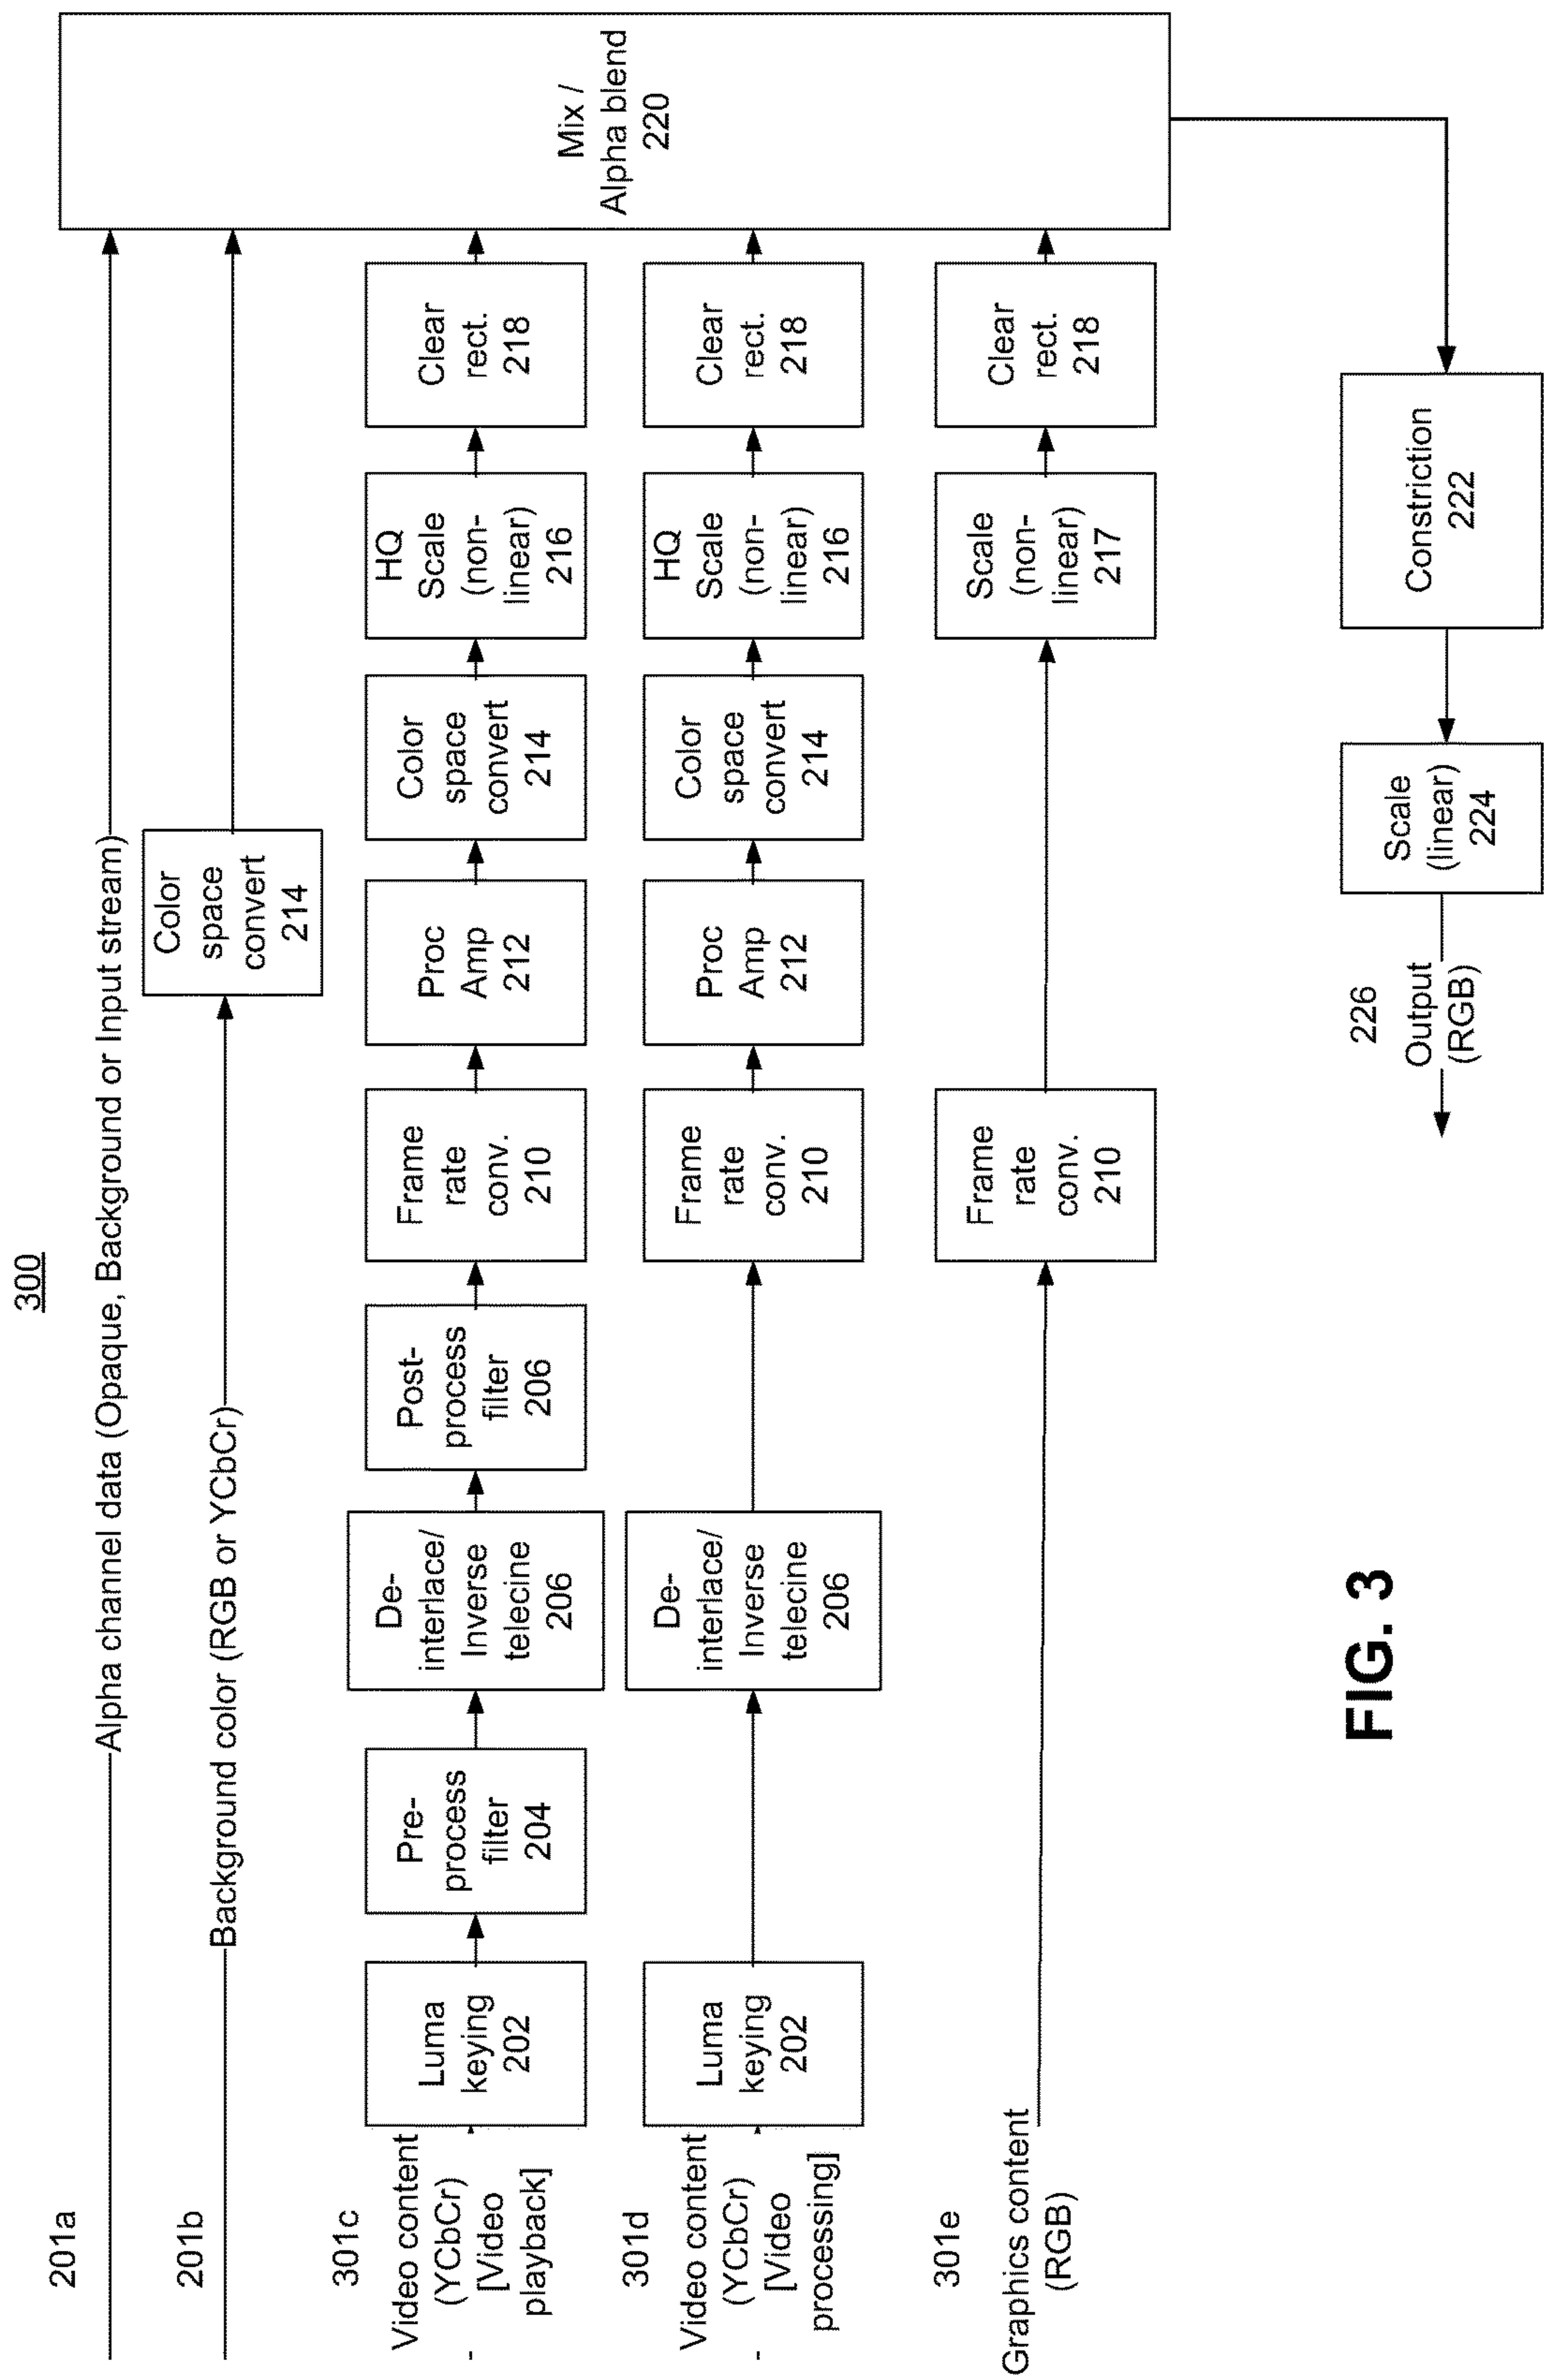 300
201a
Alpha channel data (Opaque, Background or Input stream)
201b
Background color (RGB or YCbCr)
Color
space
convert
214
301c
Video content
(YCbCr)
[Video
playback]
Luma
keying
202
Pre-
process
filter
204
De-
interlace/
Inverse
telecine
206
Post-
process
filter
206
Frame
rate
conv.
210
Proc
Amp
212
Color
space
convert
214
HQ
Scale
(non-
linear)
216
Clear
rect.
218
301d
Video content
(YCbCr)
[Video
processing]
Luma
keying
202
De-
interlace/
Inverse
telecine
206
Frame
rate
conv.
210
Proc
Amp
212
Color
space
convert
214
HQ
Scale
(non-
linear)
216
Clear
rect.
218
301e
Graphics content
(RGB)
Frame
rate
conv.
210
Scale
(non-
linear)
217
Clear
rect.
218
Mix /
Alpha blend
220
Constriction
222
Scale
(linear)
224
226
Output
(RGB)
FIG. 3